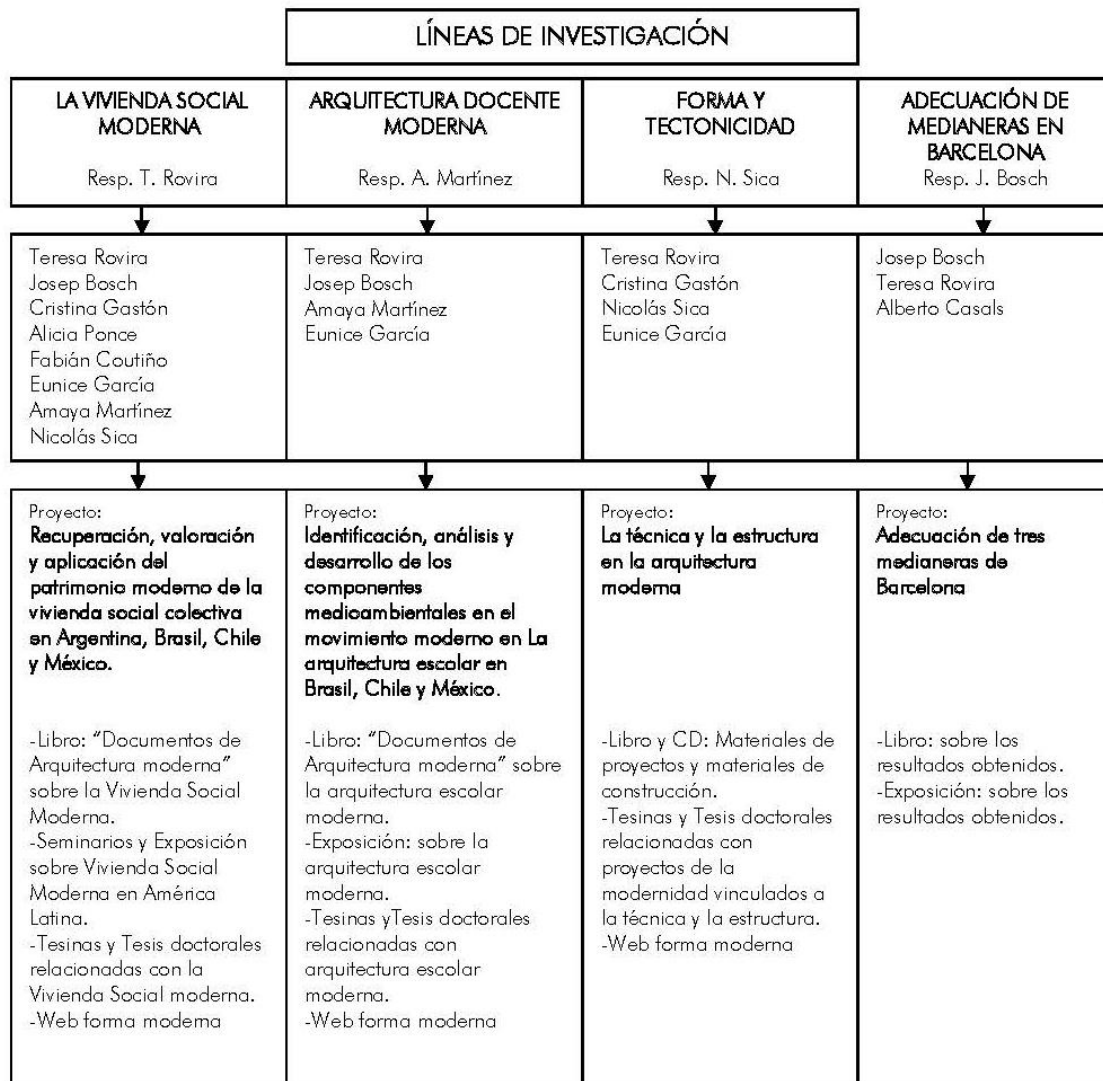 LÍNEAS DE INVESTIGACIÓN
LA VIVIENDA SOCIAL
MODERNA
Resp. T. Rovira
ARQUITECTURA DOCENTE
MODERNA
Resp. A. Martínez
FORMA Y
TECTONICIDAD
Resp. N. Sica
ADECUACIÓN DE
MEDIANERAS EN
BARCELONA
Resp. J. Bosch
Teresa Rovira
Josep Bosch
Cristina Gastón
Alicia Ponce
Fabián Coutiño
Eunice García
Amaya Martínez
Nicolás Sica
Teresa Rovira
Josep Bosch
Amaya Martínez
Eunice García
Teresa Rovira
Cristina Gastón
Nicolás Sica
Eunice García
Josep Bosch
Teresa Rovira
Alberto Casals
Proyecto:
Recuperación, valoración
y aplicación del
patrimonio moderno de la
vivienda social colectiva
en Argentina, Brasil, Chile
y México.
-Libro: “Documentos de
Arquitectura moderna”
sobre la Vivienda Social
Moderna.
-Seminarios y Exposición
sobre Vivienda Social
Moderna en América
Latina.
-Tesinas y Tesis doctorales
relacionadas con la
Vivienda Social moderna.
-Web forma moderna
Proyecto:
Identificación, análisis y
desarrollo de los
componentes
medioambientales en el
movimiento moderno en La
arquitectura escolar en
Brasil, Chile y México.
-Libro: “Documentos de
Arquitectura moderna” sobre
la arquitectura escolar
moderna.
-Exposición: sobre la
arquitectura escolar
moderna.
-Tesinas yTesis doctorales
relacionadas con
arquitectura escolar
moderna.
-Web forma moderna
Proyecto:
La técnica y la estructura
en la arquitectura
moderna
-Libro y CD: Materiales de
proyectos y materiales de
construcción.
-Tesinas y Tesis doctorales
relacionadas con
proyectos de la
modernidad vinculados a
la técnica y la estructura.
-Web forma moderna
Proyecto:
Adecuación de tres
medianeras de
Barcelona
-Libro: sobre los
resultados obtenidos.
-Exposición: sobre los
resultados obtenidos.